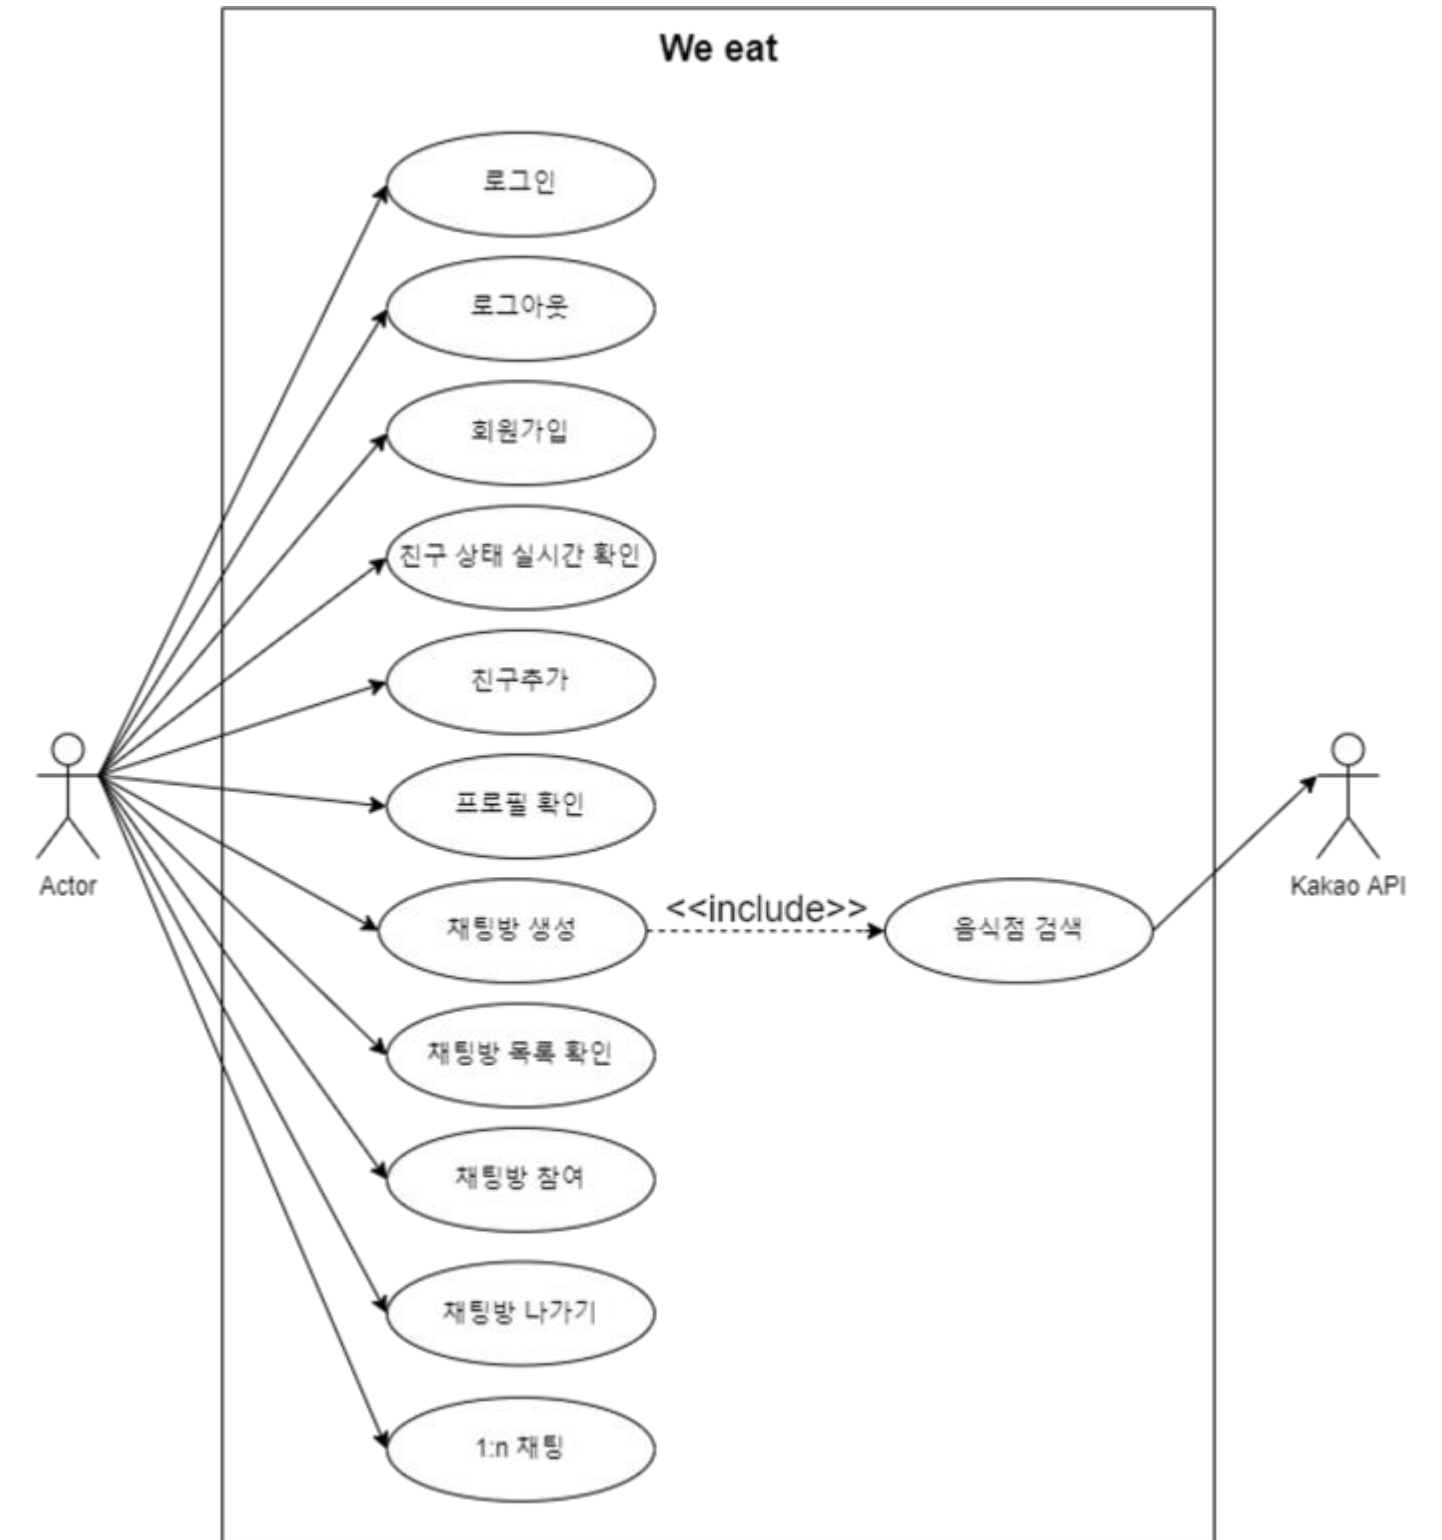 We eat
로그인
로그아웃
회원가입
친구 상태 실시간 확인
친구추가
Actor
프로필 확인
Kakao API
채팅방 생성
<<include>>
음식점 검색
채팅방 목록 확인
채팅방 참여
채팅방 나가기
1:n 채팅